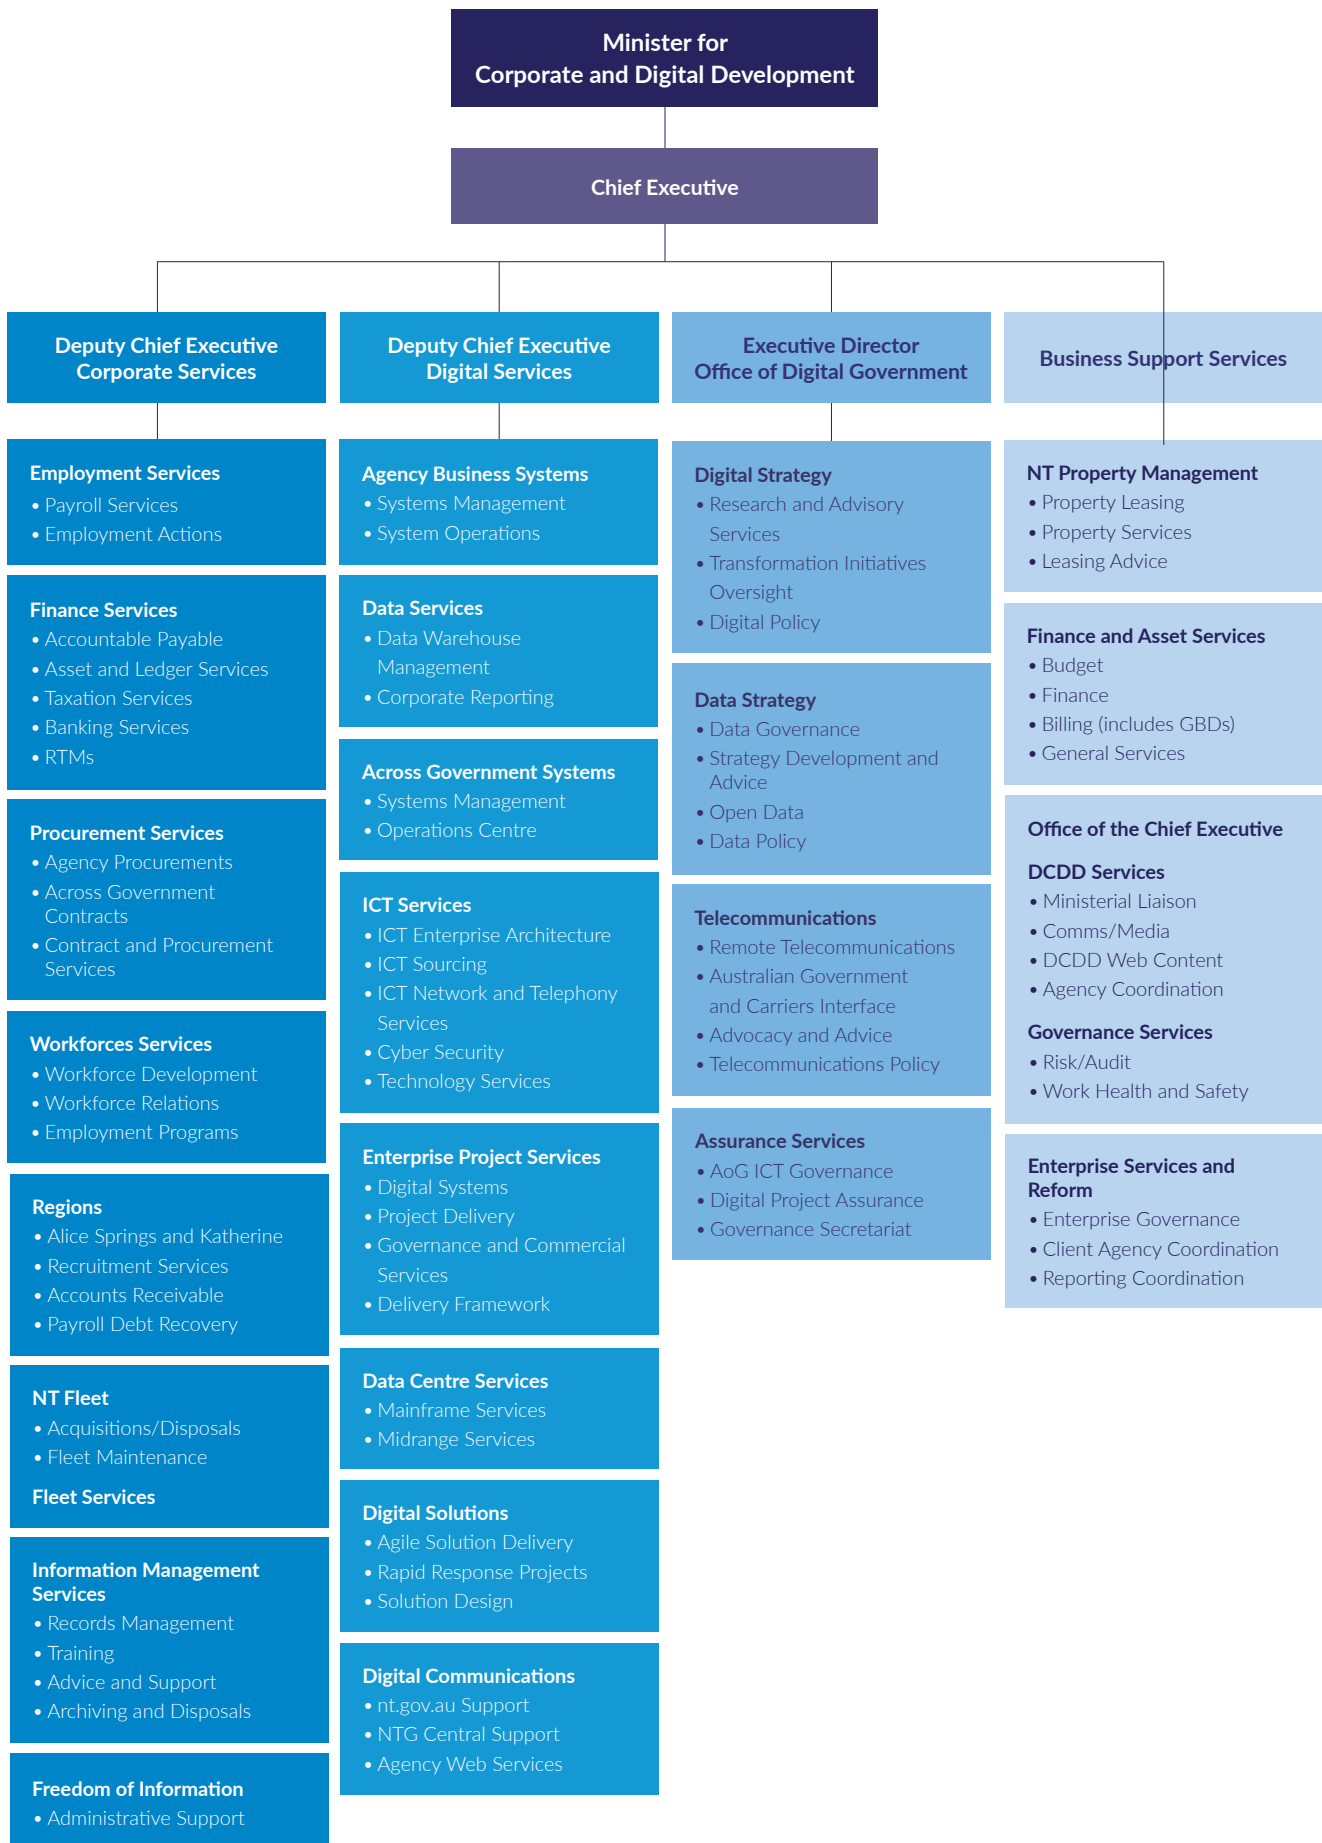 Minister for
Corporate and Digital Development
Chief Executive
Deputy Chief Executive
Corporate Services
Employment Services
• Payroll Services
• Employment Actions
Finance Services
• Accountable Payable
• Asset and Ledger Services
• Taxation Services
• Banking Services
• RTMs
Procurement Services
• Agency Procurements
• Across Government
Contracts
• Contract and Procurement
Services
Workforces Services
• Workforce Development
• Workforce Relations
• Employment Programs
Regions
• Alice Springs and Katherine
• Recruitment Services
• Accounts Receivable
• Payroll Debt Recovery
NT Fleet
• Acquisitions/Disposals
• Fleet Maintenance
Fleet Services
Information Management
Services
• Records Management
• Training
• Advice and Support
• Archiving and Disposals
Freedom of Information
• Administrative Support
Deputy Chief Executive
Digital Services
Agency Business Systems
• Systems Management
• System Operations
Data Services
• Data Warehouse
Management
• Corporate Reporting
Across Government Systems
• Systems Management
• Operations Centre
ICT Services
• ICT Enterprise Architecture
• ICT Sourcing
• ICT Network and Telephony
Services
• Cyber Security
• Technology Services
Enterprise Project Services
• Digital Systems
• Project Delivery
• Governance and Commercial
Services
• Delivery Framework
Data Centre Services
• Mainframe Services
• Midrange Services
Digital Solutions
• Agile Solution Delivery
• Rapid Response Projects
• Solution Design
Digital Communications
• nt.gov.au Support
• NTG Central Support
• Agency Web Services
Executive Director
Office of Digital Government
Digital Strategy
• Research and Advisory
Services
• Transformation Initiatives
Oversight
• Digital Policy
Data Strategy
• Data Governance
• Strategy Development and
Advice
• Open Data
• Data Policy
Telecommunications
• Remote Telecommunications
• Australian Government
and Carriers Interface
• Advocacy and Advice
• Telecommunications Policy
Assurance Services
• AoG ICT Governance
• Digital Project Assurance
• Governance Secretariat
Business Support Services
NT Property Management
• Property Leasing
• Property Services
• Leasing Advice
Finance and Asset Services
• Budget
• Finance
• Billing (includes GBDs)
• General Services
Office of the Chief Executive
DCDD Services
• Ministerial Liaison
• Comms/Media
• DCDD Web Content
• Agency Coordination
Governance Services
• Risk/Audit
• Work Health and Safety
Enterprise Services and
Reform
• Enterprise Governance
• Client Agency Coordination
• Reporting Coordination